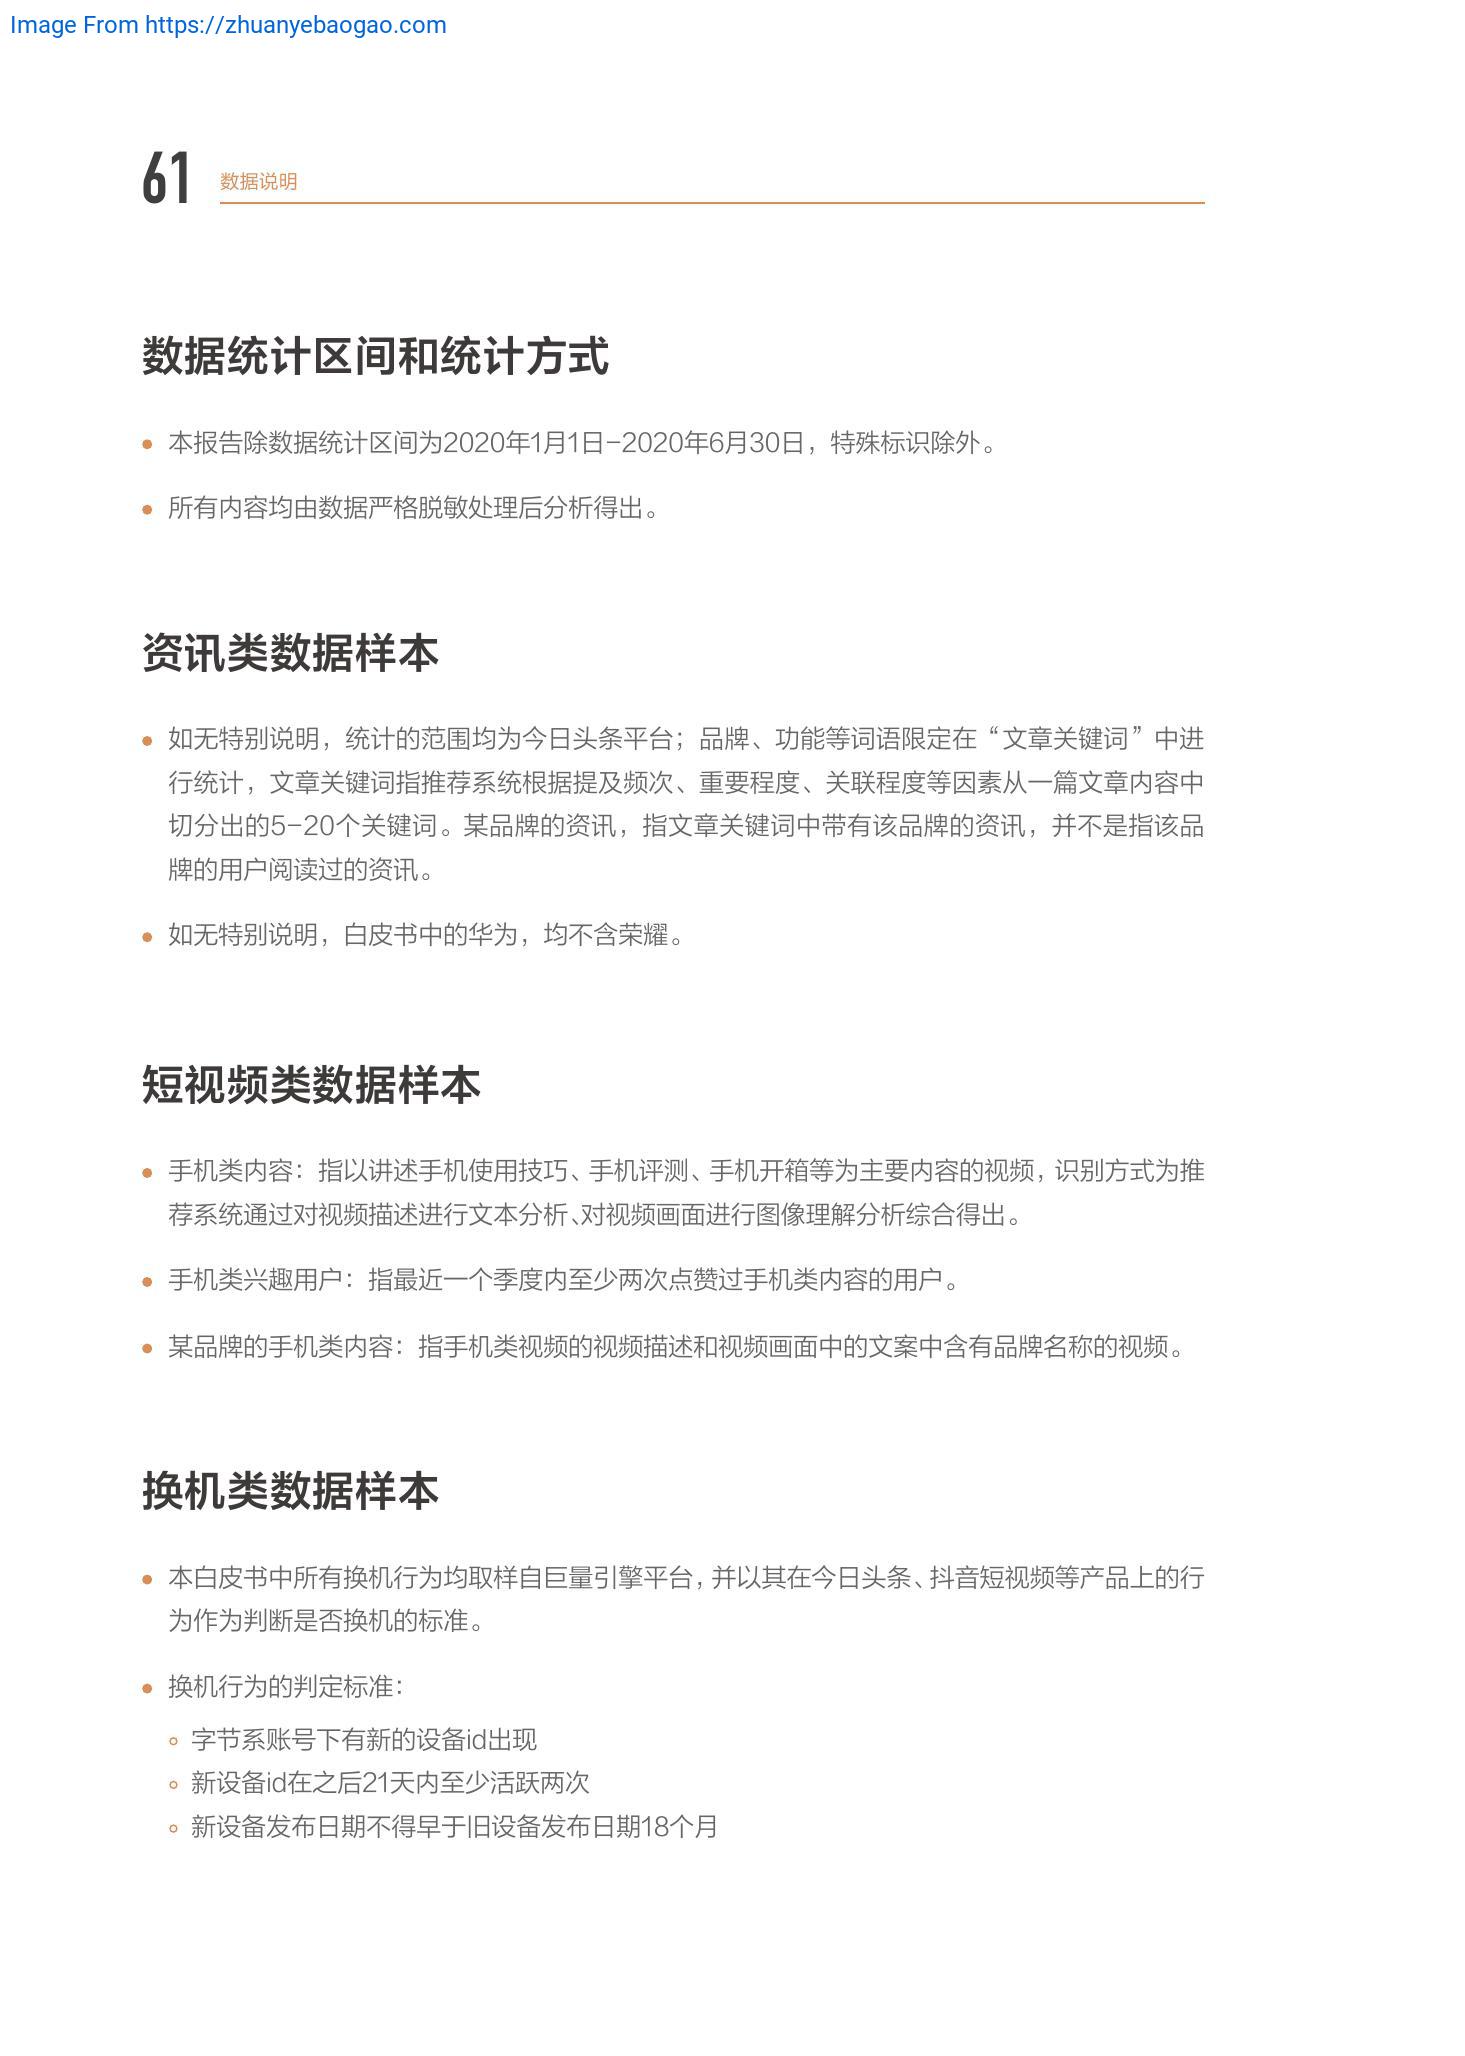 Image From https://zhuanyebaogao.com
61
数据说明
数据统计区间和统计方式
本报告除数据统计区间为2020年1月1日-2020年6月30日，特殊标识除外。
所有内容均由数据严格脱敏处理后分析得出。
资讯类数据样本
如无特别说明，统计的范围均为今日头条平台；品牌、功能等词语限定在“文章关键词”中进
行统计，文章关键词指推荐系统根据提及频次、重要程度、关联程度等因素从一篇文章内容中
切分出的5-20个关键词。某品牌的资讯，指文章关键词中带有该品牌的资讯，并不是指该品
牌的用户阅读过的资讯。
如无特别说明，白皮书中的华为，均不含荣耀。
短视频类数据样本
手机类内容：指以讲述手机使用技巧、手机评测、手机开箱等为主要内容的视频，识别方式为推
荐系统通过对视频描述进行文本分析、对视频画面进行图像理解分析综合得出。
手机类兴趣用户：指最近一个季度内至少两次点赞过手机类内容的用户。
某品牌的手机类内容：指手机类视频的视频描述和视频画面中的文案中含有品牌名称的视频。
换机类数据样本
本白皮书中所有换机行为均取样自巨量引擎平台，并以其在今日头条、抖音短视频等产品上的行
为作为判断是否换机的标准。
换机行为的判定标准：
字节系账号下有新的设备id出现
新设备id在之后21天内至少活跃两次
新设备发布日期不得早于旧设备发布日期18个月